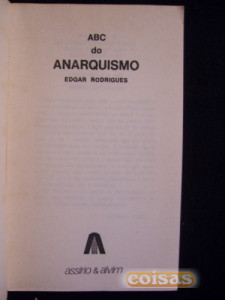 ABC
do
ANARQUISMO
EDGAR RODRIGUES
assírio & alvim
coisas